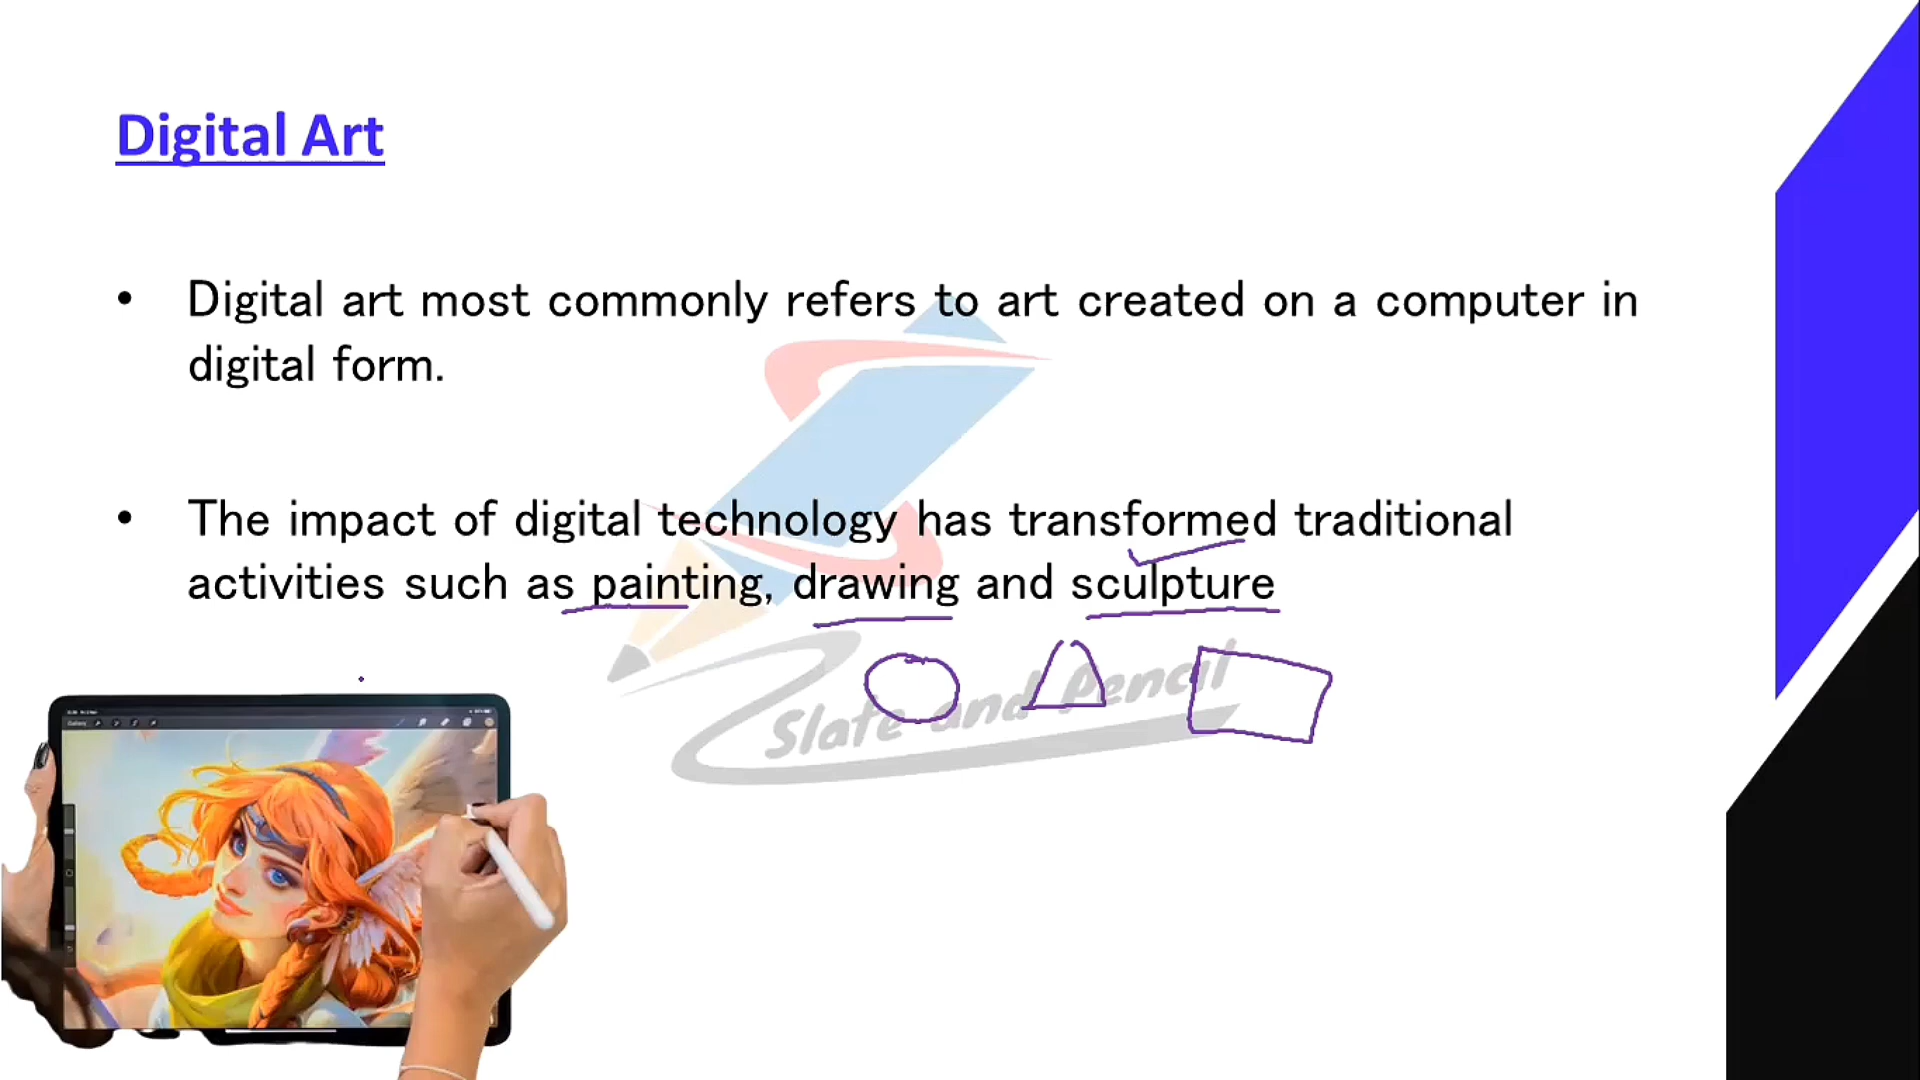 Digital Art
• Digital art most commonly refers to art created on a computer in
digital form.
• The impact of digital technology has transformed traditional
activities such as painting, drawing and sculpture
Slate and Pencil